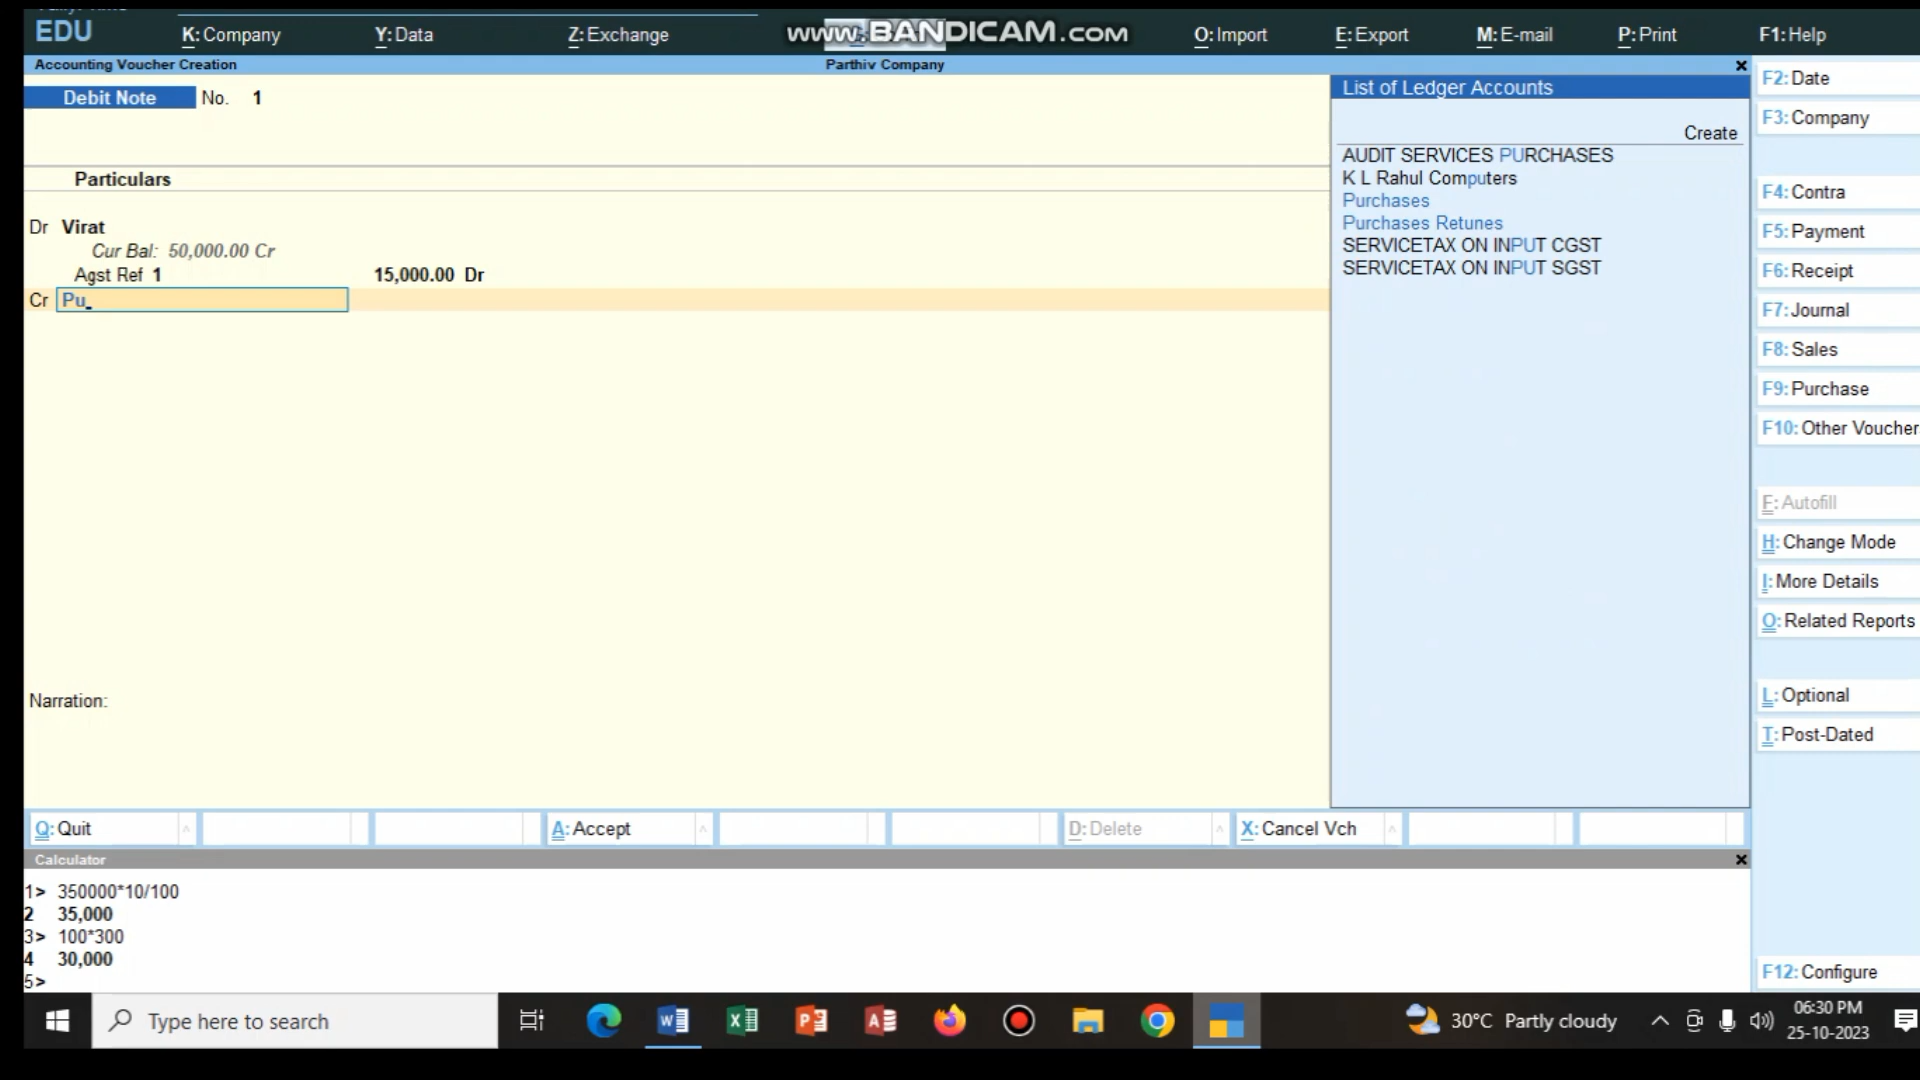 EDU
K: Company
Y: Data
Z: Exchange
www.BANDICAM.com
O: Import
E: Export
M: E-mail
P: Print
F1: Help
Accounting Voucher Creation
Parthiv Company
Debit Note No. 1
Particulars
Dr Virat
Cur Bal: 50,000.00 Cr
Agst Ref 1 15,000.00 Dr
Cr Pu
Narration:
List of Ledger Accounts
Create
AUDIT SERVICES PURCHASES
K L Rahul Computers
Purchases
Purchases Retunes
SERVICETAX ON INPUT CGST
SERVICETAX ON INPUT SGST
F2: Date
F3: Company
F4: Contra
F5: Payment
F6: Receipt
F7: Journal
F8: Sales
F9: Purchase
F10: Other Voucher
F: Autofill
H: Change Mode
I: More Details
O: Related Reports
L: Optional
T: Post-Dated
F12: Configure
Q: Quit
A: Accept
D: Delete
X: Cancel Vch
Calculator
1> 350000*10/100
2 35,000
3> 100*300
4 30,000
5>
Type here to search
30°C Partly cloudy
06:30 PM
25-10-2023